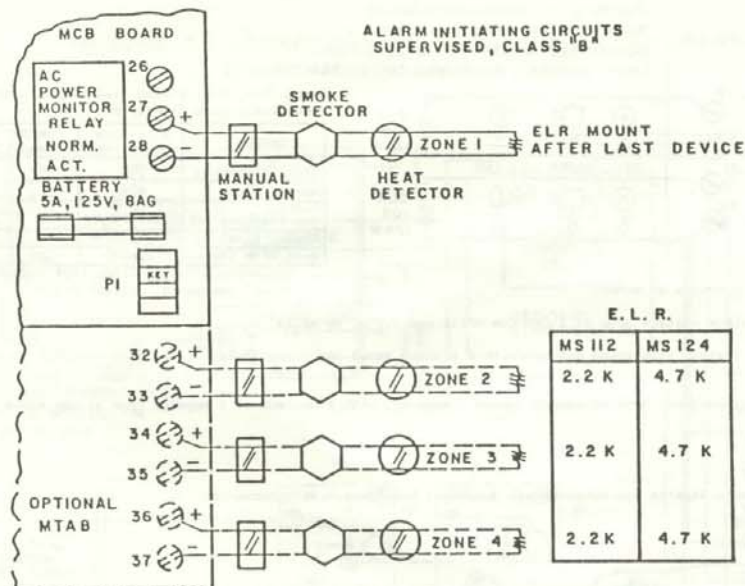 MCB BOARD
ALARM INITIATING CIRCUITS
SUPERVISED, CLASS "B"
AC
POWER
MONITOR
RELAY
NORM.
ACT.
26
27 +
28 -
SMOKE
DETECTOR
ZONE 1
ELR MOUNT
AFTER LAST DEVICE
MANUAL
STATION
HEAT
DETECTOR
BATTERY
5A, 125V, 8AG
P1
KEY
E. L. R.
MS 112 MS 124
32 +
33 -
ZONE 2
2.2 K 4.7 K
34 +
35 -
ZONE 3
2.2 K 4.7 K
OPTIONAL
MTAB
36 +
37 -
ZONE 4
2.2 K 4.7 K